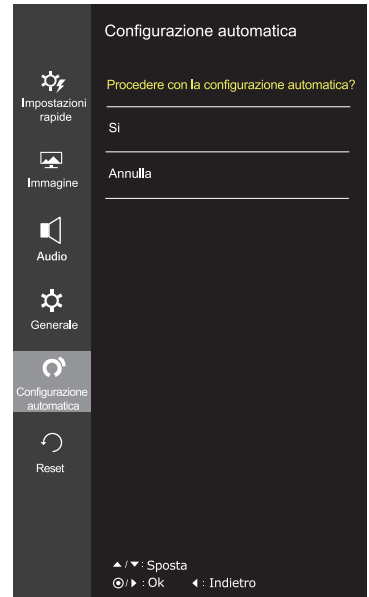 Configurazione automatica
Procedere con la configurazione automatica?
Si
Annulla
Impostazioni
rapide
Immagine
Audio
Generale
Configurazione
automatica
Reset
▲/▼: Sposta
◉/▶ : Ok ◀ : Indietro